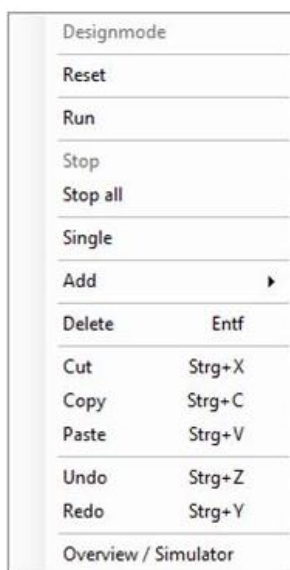 Designmode
Reset
Run
Stop
Stop all
Single
Add
Delete Entf
Cut Strg+X
Copy Strg+C
Paste Strg+V
Undo Strg+Z
Redo Strg+Y
Overview / Simulator